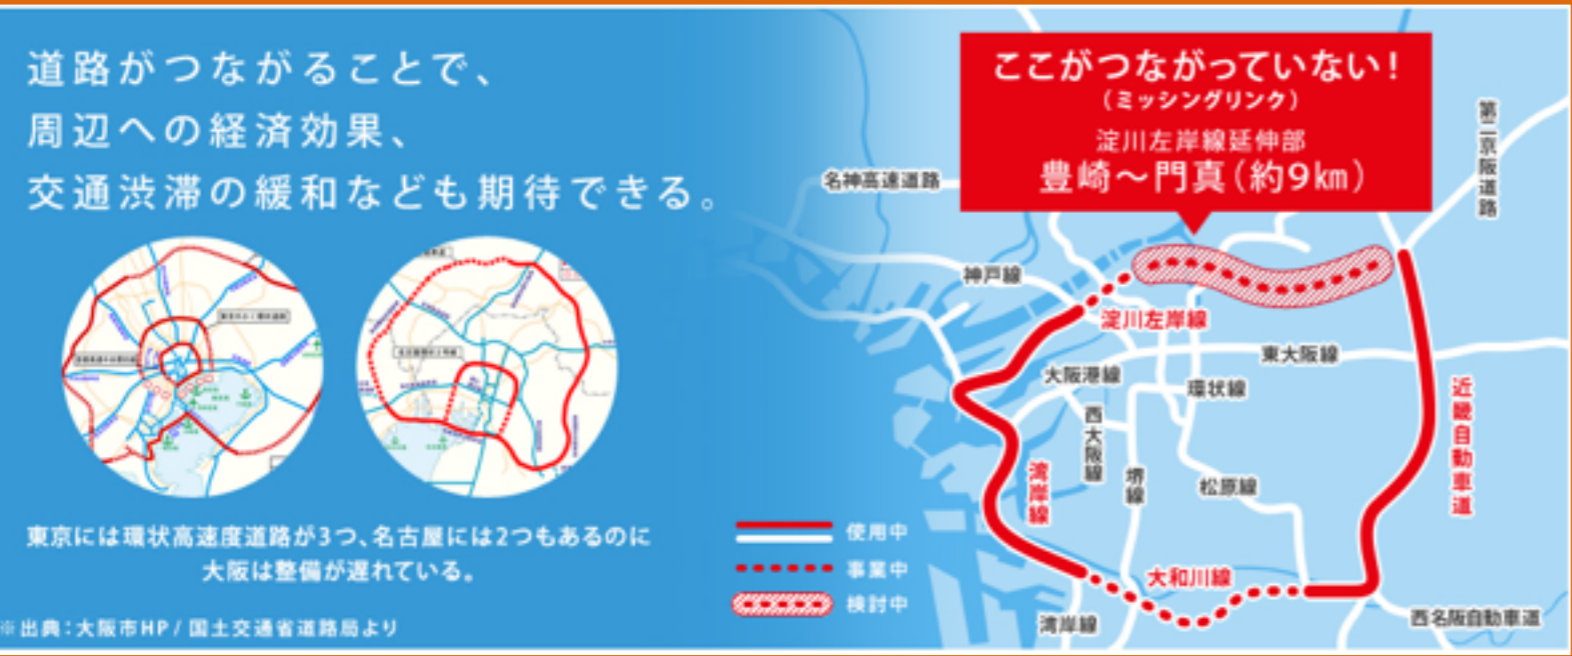 道路がつながることで、
周辺への経済効果、
交通渋滞の緩和なども期待できる。
東京には環状高速度道路が3つ、名古屋には2つもあるのに
大阪は整備が遅れている。
※出典：大阪市HP / 国土交通省道路局より
ここがつながっていない！
（ミッシングリンク）
淀川左岸線延伸部
豊崎～門真（約9㎞）
第二京阪道路
名神高速道路
神戸線
淀川左岸線
東大阪線
大阪港線
環状線
西大阪線
近畿自動車道
湾岸線
堺線
松原線
使用中
事業中
検討中
大和川線
湾岸線
西名阪自動車道